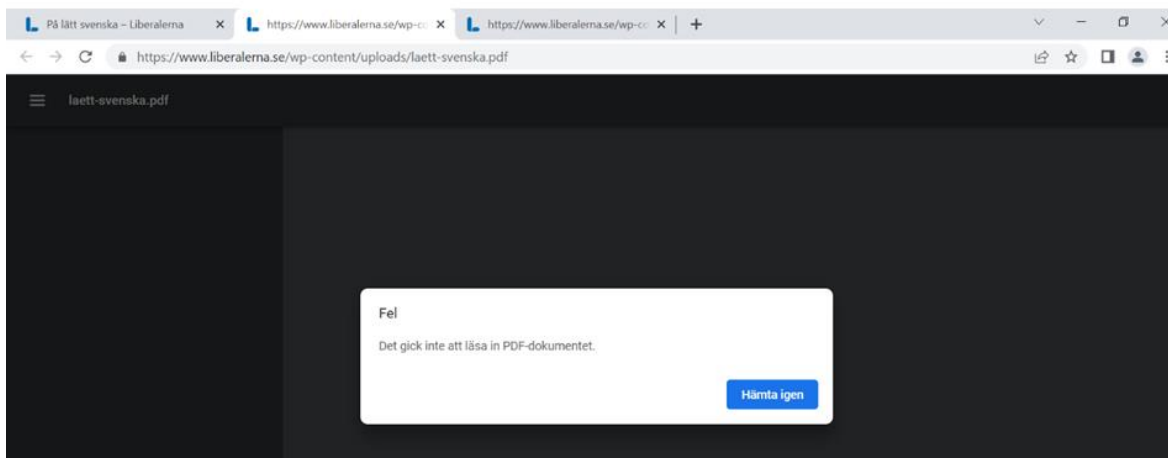 På lätt svenska – Liberalerna
https://www.liberalerna.se/wp-co
https://www.liberalerna.se/wp-co
https://www.liberalerna.se/wp-content/uploads/laett-svenska.pdf
laett-svenska.pdf
Fel
Det gick inte att läsa in PDF-dokumentet.
Hämta igen